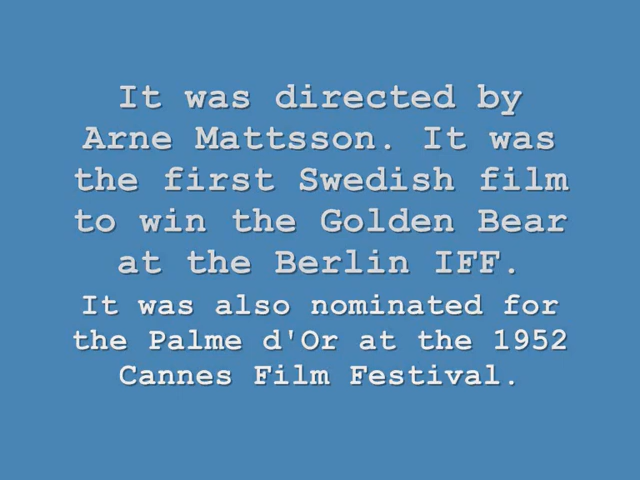 It was directed by
Arne Mattsson. It was
the first Swedish film
to win the Golden Bear
at the Berlin IFF.
It was also nominated for
the Palme d'Or at the 1952
Cannes Film Festival.